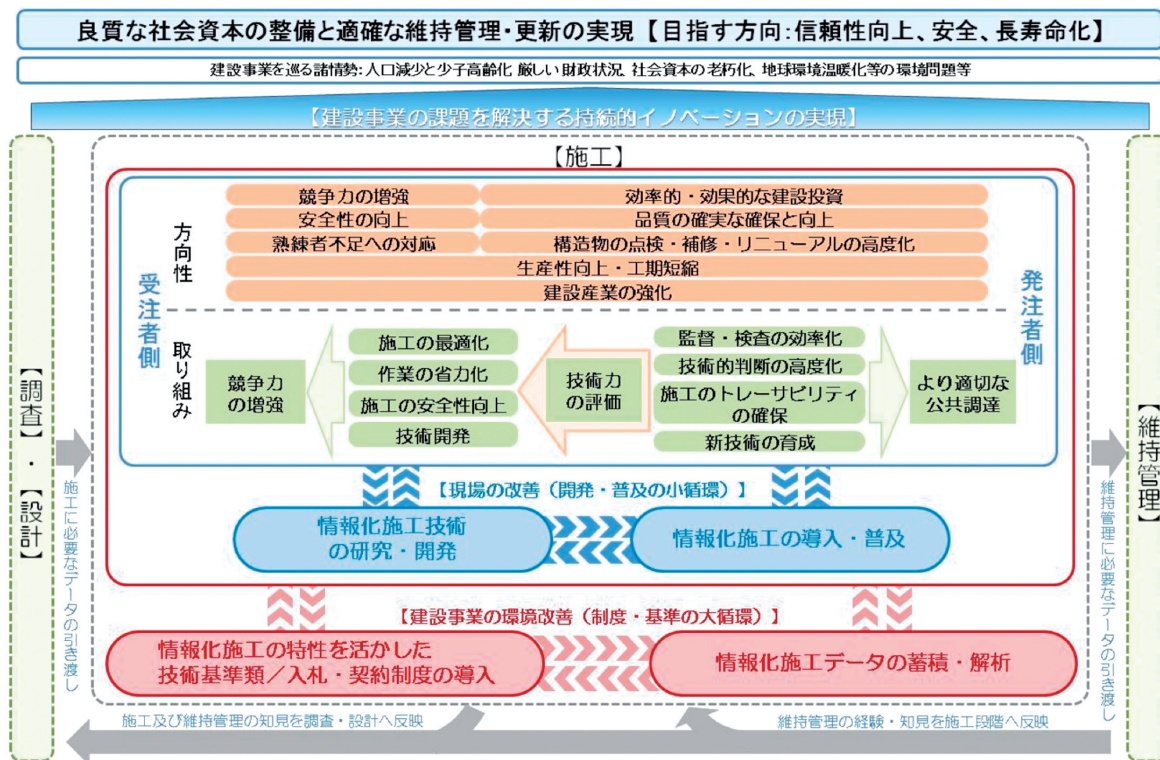 良質な社会資本の整備と適確な維持管理・更新の実現【目指す方向:信頼性向上、安全、長寿命化】
建設事業を巡る諸情勢:人口減少と少子高齢化 厳しい財政状況、社会資本の老朽化、地球環境温暖化等の環境問題等
【建設事業の課題を解決する持続的イノベーションの実現】
【調査】・【設計】
【施工】
【維持管理】
受注者側
発注者側
方向性
競争力の増強
効率的・効果的な建設投資
安全性の向上
品質の確実な確保と向上
熟練者不足への対応
構造物の点検・補修・リニューアルの高度化
生産性向上・工期短縮
建設産業の強化
取り組み
競争力
の増強
施工の最適化
作業の省力化
施工の安全性向上
技術開発
技術力
の評価
監督・検査の効率化
技術的判断の高度化
施工のトレーサビリティ
の確保
新技術の育成
より適切な
公共調達
【現場の改善（開発・普及の小循環）】
情報化施工技術
の研究・開発
情報化施工の導入・普及
【建設事業の環境改善（制度・基準の大循環）】
情報化施工の特性を活かした
技術基準類／入札・契約制度の導入
情報化施工データの蓄積・解析
施工に必要なデータの引き渡し
維持管理に必要なデータの引き渡し
施工及び維持管理の知見を調査・設計へ反映
維持管理の経験・知見を施工段階へ反映